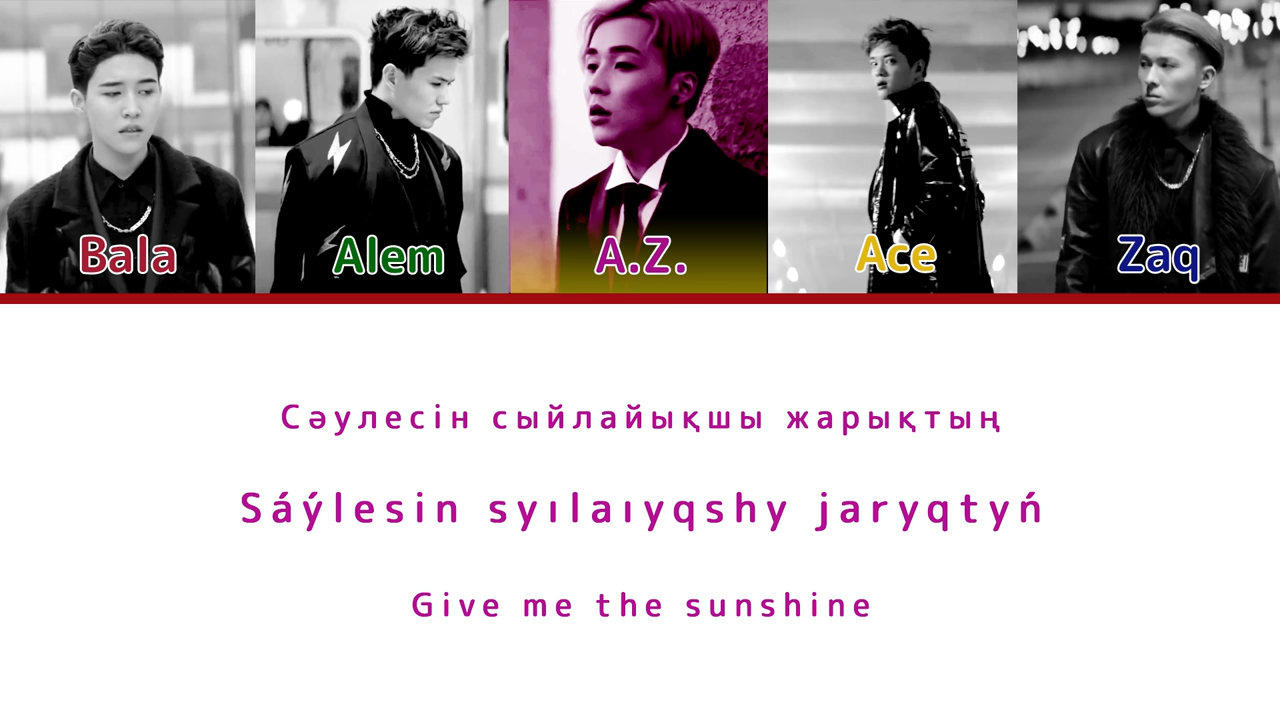 Bala Alem A.Z. Ace Zaq
Сәулесін сыйлайықшы жарықтың
Sáýlesin syılaıyqshy jaryqtyń
Give me the sunshine